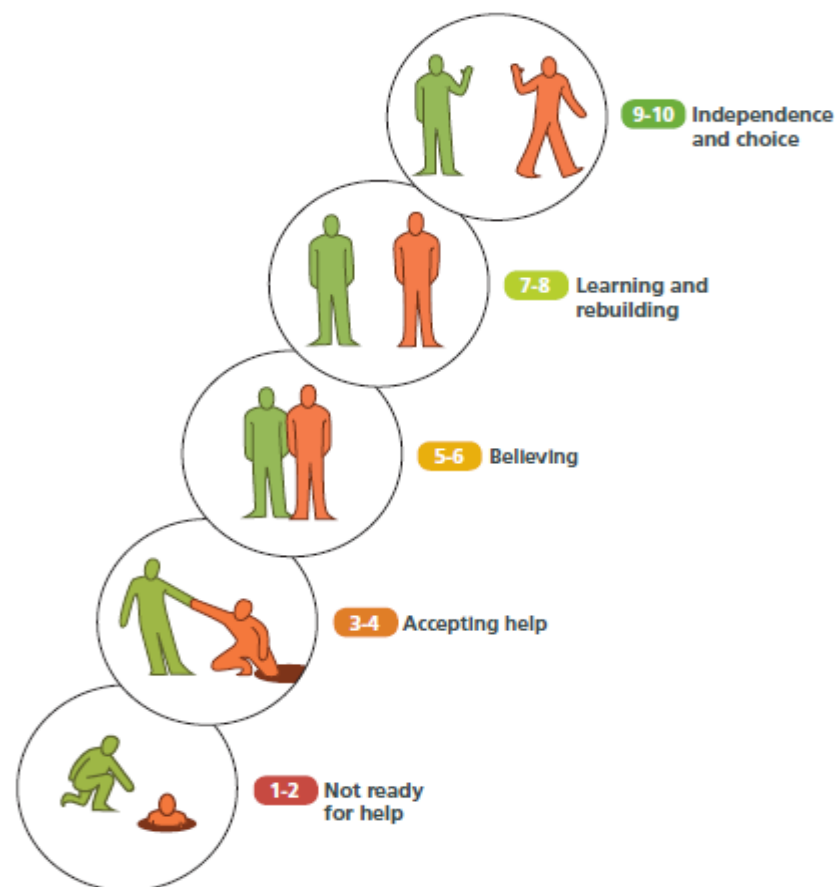 9-10 Independence
and choice
7-8 Learning and
rebuilding
5-6 Believing
3-4 Accepting help
1-2 Not ready
for help